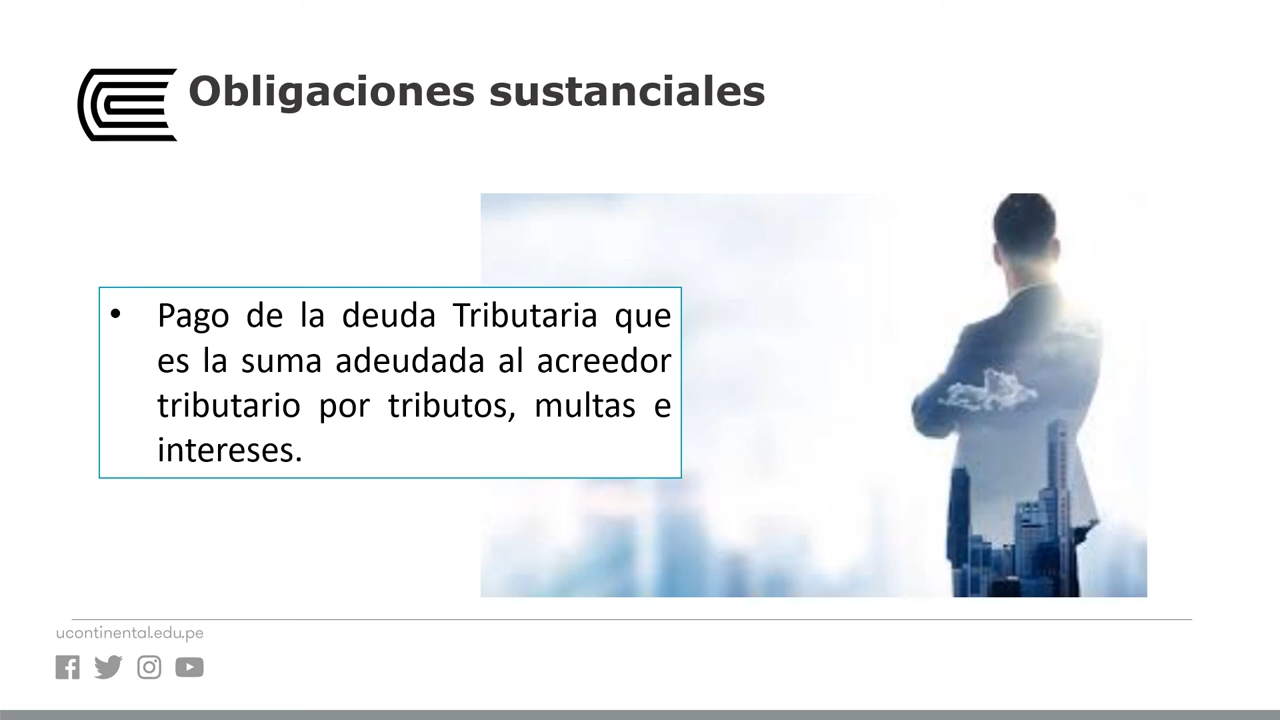 Obligaciones sustanciales
• Pago de la deuda Tributaria que
es la suma adeudada al acreedor
tributario por tributos, multas e
intereses.
ucontinental.edu.pe